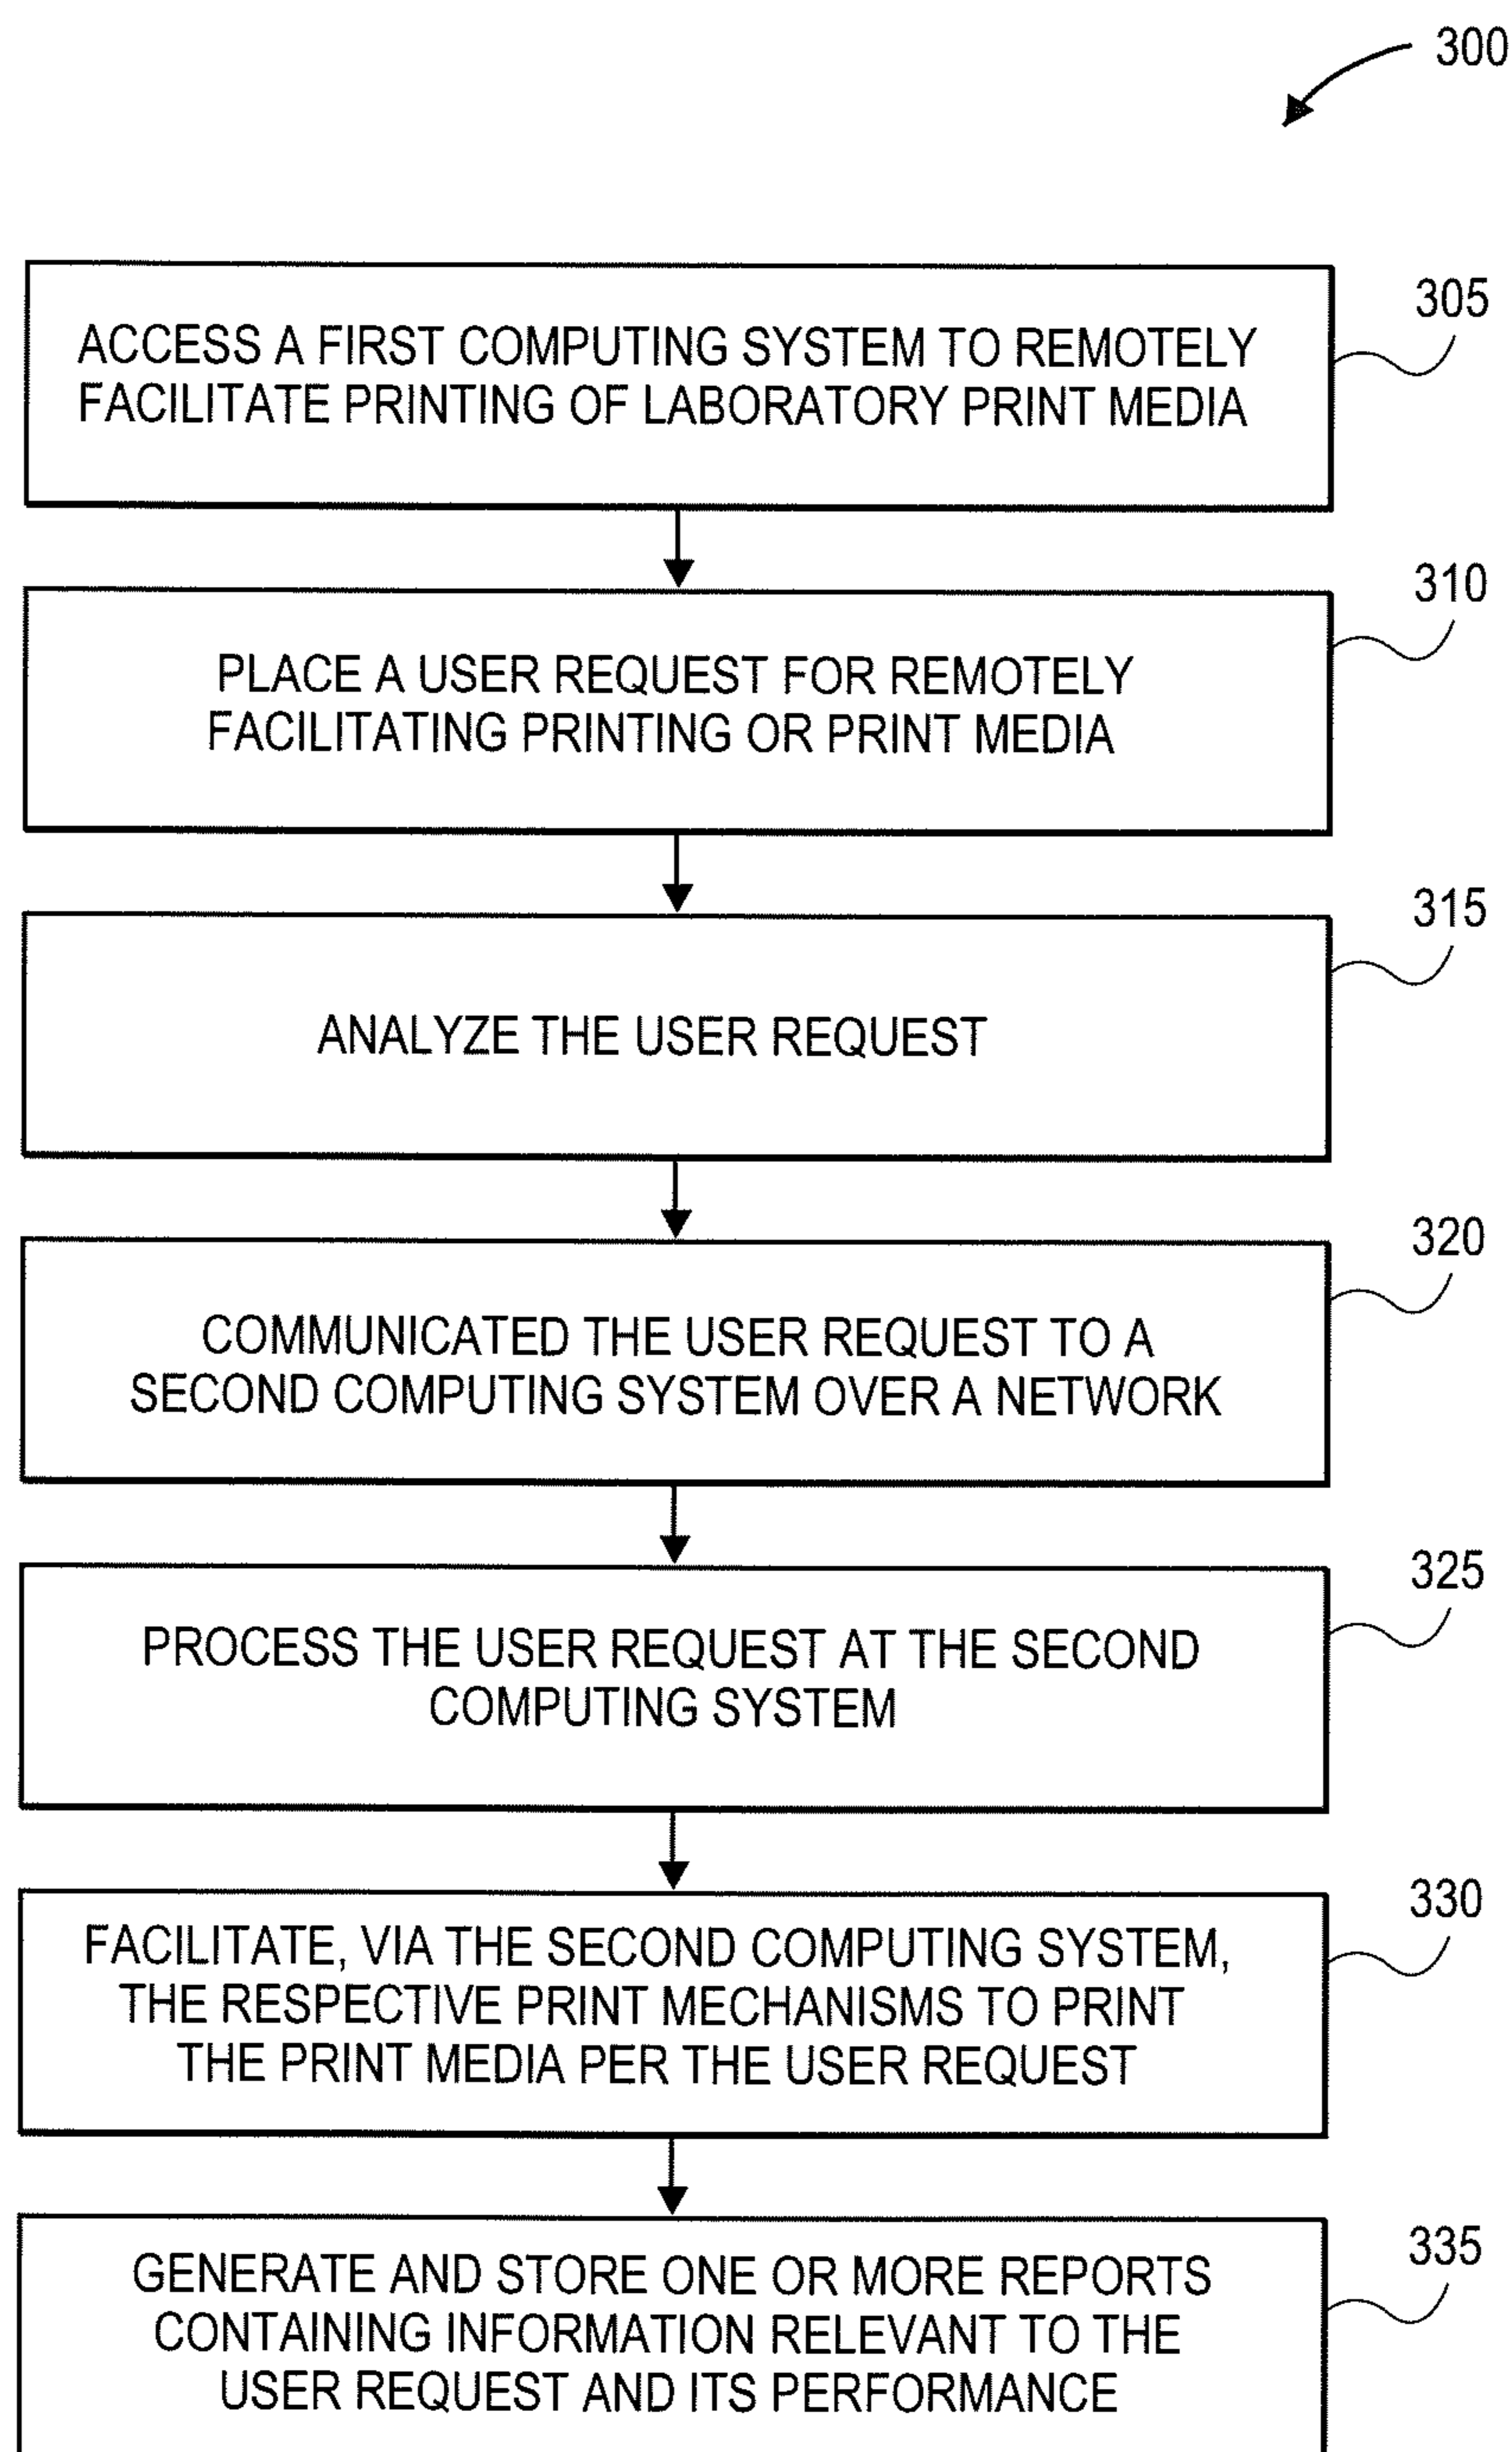 300
ACCESS A FIRST COMPUTING SYSTEM TO REMOTELY
FACILITATE PRINTING OF LABORATORY PRINT MEDIA
305
PLACE A USER REQUEST FOR REMOTELY
FACILITATING PRINTING OR PRINT MEDIA
310
ANALYZE THE USER REQUEST
315
COMMUNICATED THE USER REQUEST TO A
SECOND COMPUTING SYSTEM OVER A NETWORK
320
PROCESS THE USER REQUEST AT THE SECOND
COMPUTING SYSTEM
325
FACILITATE, VIA THE SECOND COMPUTING SYSTEM,
THE RESPECTIVE PRINT MECHANISMS TO PRINT
THE PRINT MEDIA PER THE USER REQUEST
330
GENERATE AND STORE ONE OR MORE REPORTS
CONTAINING INFORMATION RELEVANT TO THE
USER REQUEST AND ITS PERFORMANCE
335